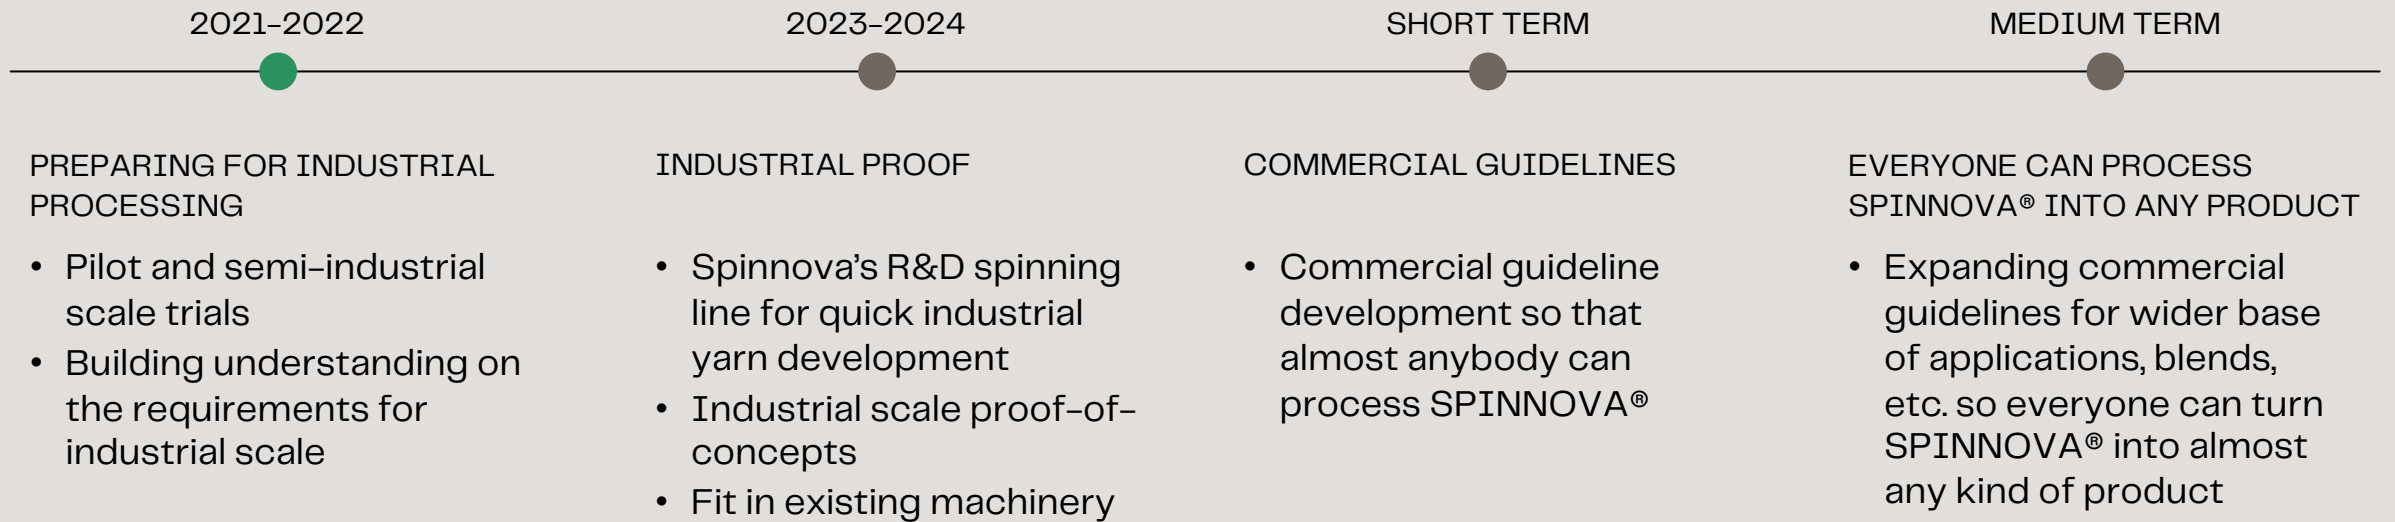 2021–2022
2023–2024
SHORT TERM
MEDIUM TERM
PREPARING FOR INDUSTRIAL
PROCESSING
• Pilot and semi–industrial
scale trials
• Building understanding on
the requirements for
industrial scale
INDUSTRIAL PROOF
• Spinnova's R&D spinning
line for quick industrial
yarn development
• Industrial scale proof–of–
concepts
• Fit in existing machinery
COMMERCIAL GUIDELINES
• Commercial guideline
development so that
almost anybody can
process SPINNOVA®
EVERYONE CAN PROCESS
SPINNOVA® INTO ANY PRODUCT
• Expanding commercial
guidelines for wider base
of applications, blends,
etc. so everyone can turn
SPINNOVA® into almost
any kind of product